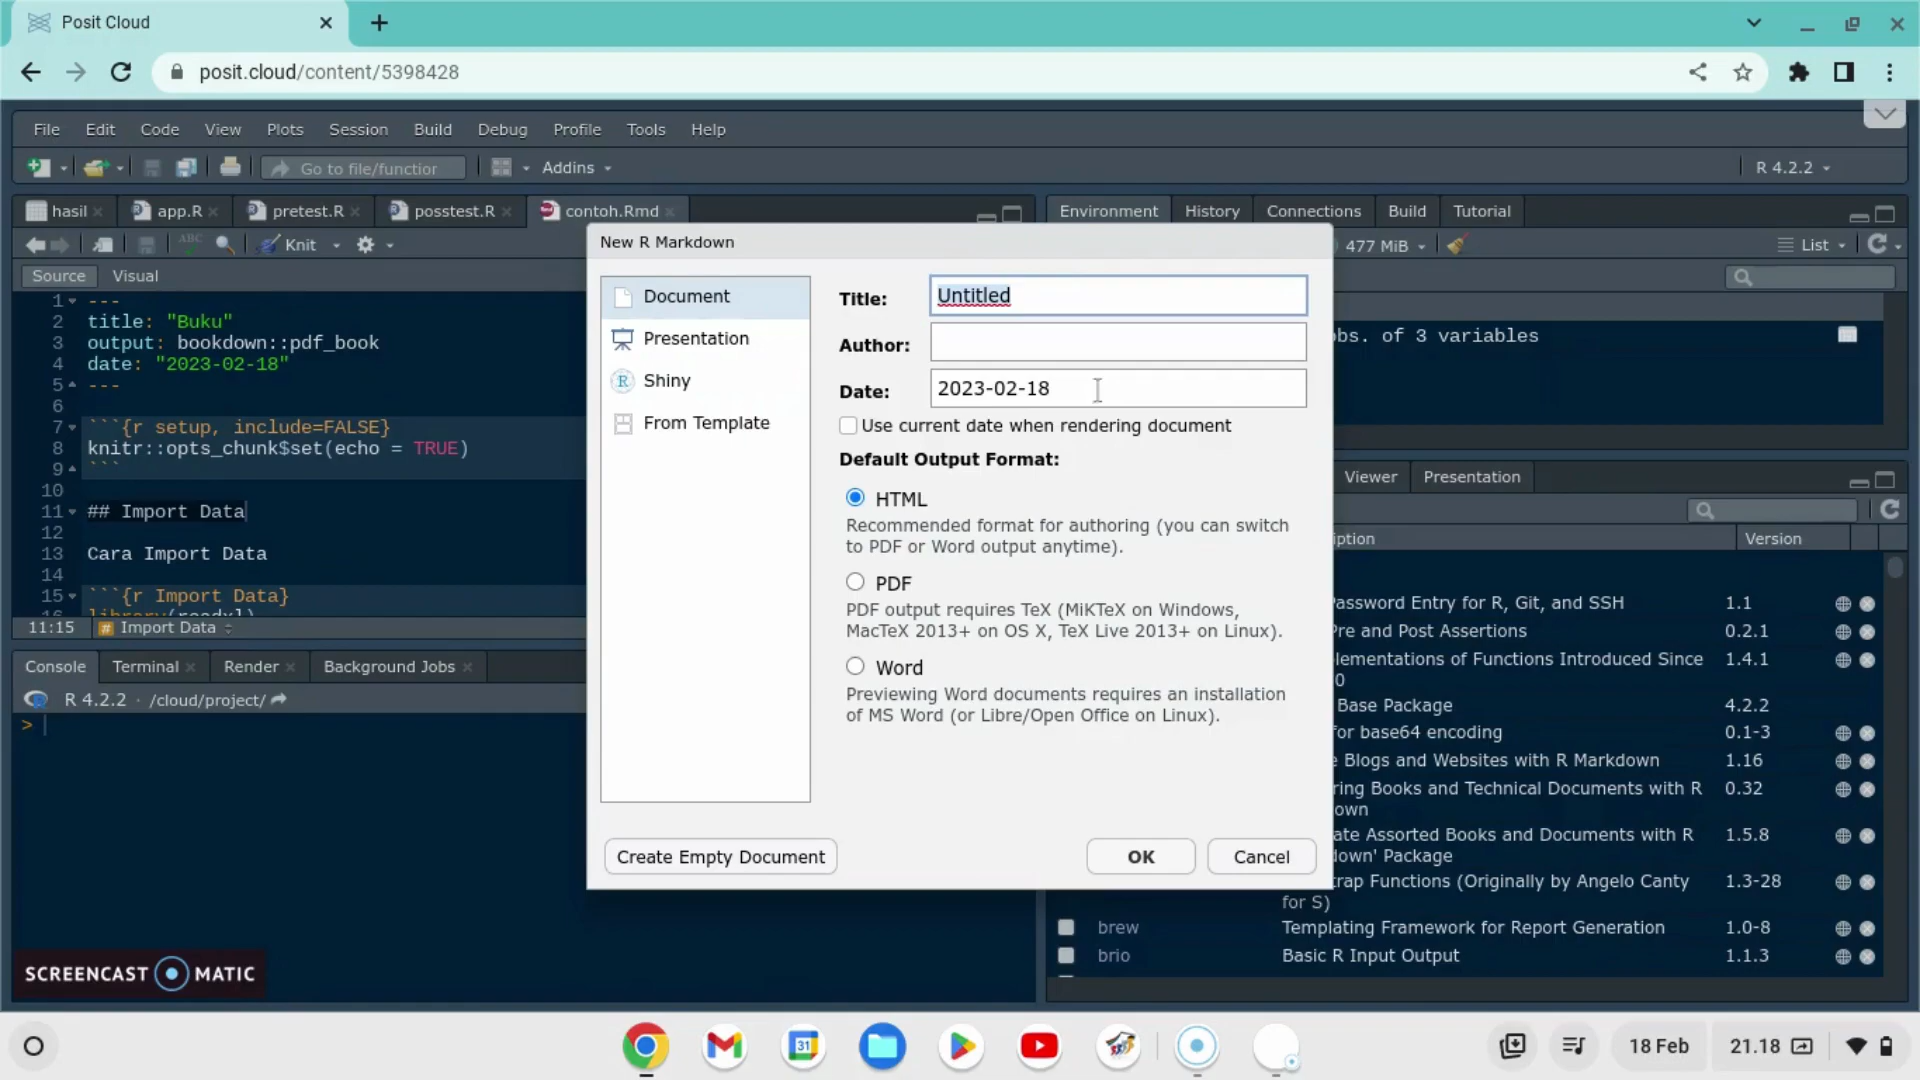 Posit Cloud
posit.cloud/content/5398428
File Edit Code View Plots Session Build Debug Profile Tools Help
Go to file/function Addins R 4.2.2
hasil app.R pretest.R posstest.R contoh.Rmd
Environment History Connections Build Tutorial
ABC Knit
477 MiB List
Source Visual
1 ---
2 title: "Buku"
3 output: bookdown::pdf_book
4 date: "2023-02-18"
5 ---
6
7 ```{r setup, include=FALSE}
8 knitr::opts_chunk$set(echo = TRUE)
9 ```
10
11 ## Import Data
12
13 Cara Import Data
14
15 ```{r Import Data}
16 library(readxl)
11:15 # Import Data
Console Terminal Render Background Jobs
R 4.2.2 · /cloud/project/
>
New R Markdown
Document
Presentation
Shiny
From Template
Title: Untitled
Author:
Date: 2023-02-18
Use current date when rendering document
Default Output Format:
HTML
Recommended format for authoring (you can switch
to PDF or Word output anytime).
PDF
PDF output requires TeX (MiKTeX on Windows,
MacTeX 2013+ on OS X, TeX Live 2013+ on Linux).
Word
Previewing Word documents requires an installation
of MS Word (or Libre/Open Office on Linux).
Create Empty Document OK Cancel
obs. of 3 variables
Viewer Presentation
iption Version
Password Entry for R, Git, and SSH 1.1
Pre and Post Assertions 0.2.1
lementations of Functions Introduced Since 1.4.1
0
Base Package 4.2.2
for base64 encoding 0.1-3
e Blogs and Websites with R Markdown 1.16
ring Books and Technical Documents with R 0.32
own
ate Assorted Books and Documents with R 1.5.8
down' Package
trap Functions (Originally by Angelo Canty 1.3-28
for S)
brew Templating Framework for Report Generation 1.0-8
brio Basic R Input Output 1.1.3
SCREENCAST MATIC
31
18 Feb 21.18